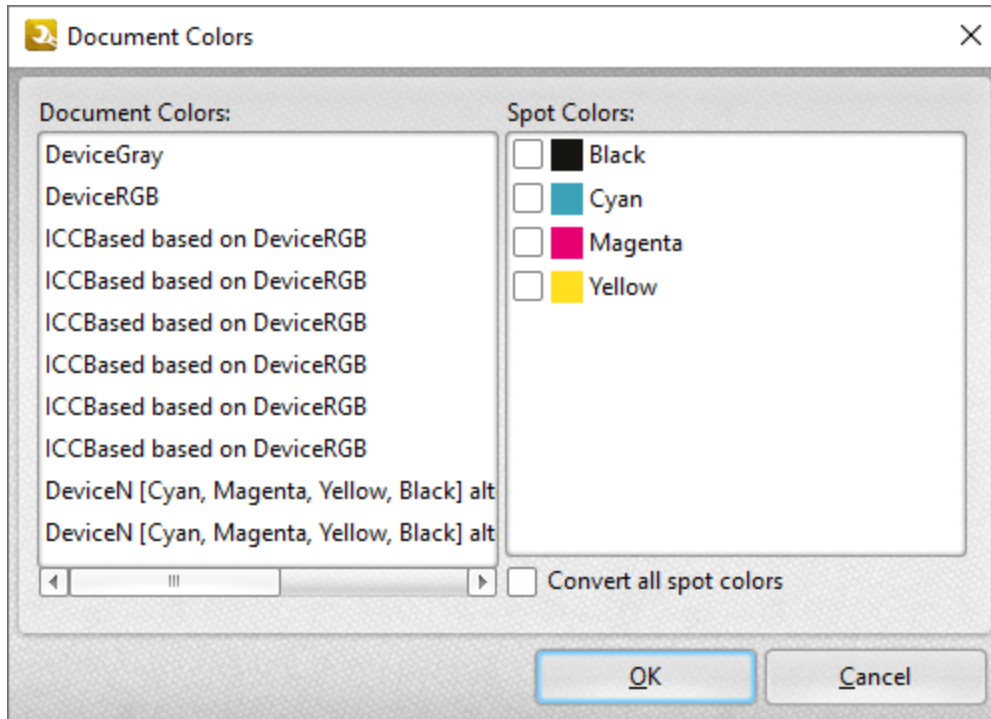 Document Colors
Document Colors:
DeviceGray
DeviceRGB
ICCBased based on DeviceRGB
ICCBased based on DeviceRGB
ICCBased based on DeviceRGB
ICCBased based on DeviceRGB
ICCBased based on DeviceRGB
ICCBased based on DeviceRGB
DeviceN [Cyan, Magenta, Yellow, Black] alt
DeviceN [Cyan, Magenta, Yellow, Black] alt
Spot Colors:
Black
Cyan
Magenta
Yellow
Convert all spot colors
OK
Cancel